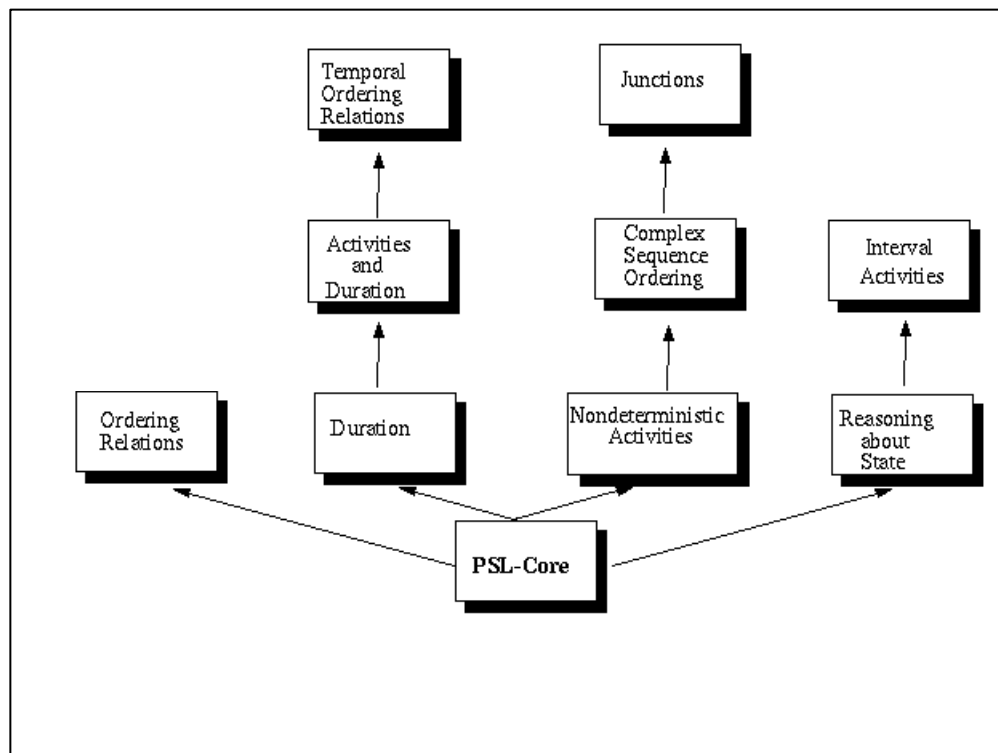 Temporal
Ordering
Relations
Junctions
Activities
and
Duration
Complex
Sequence
Ordering
Interval
Activities
Ordering
Relations
Duration
Nondeterministic
Activities
Reasoning
about
State
PSL-Core